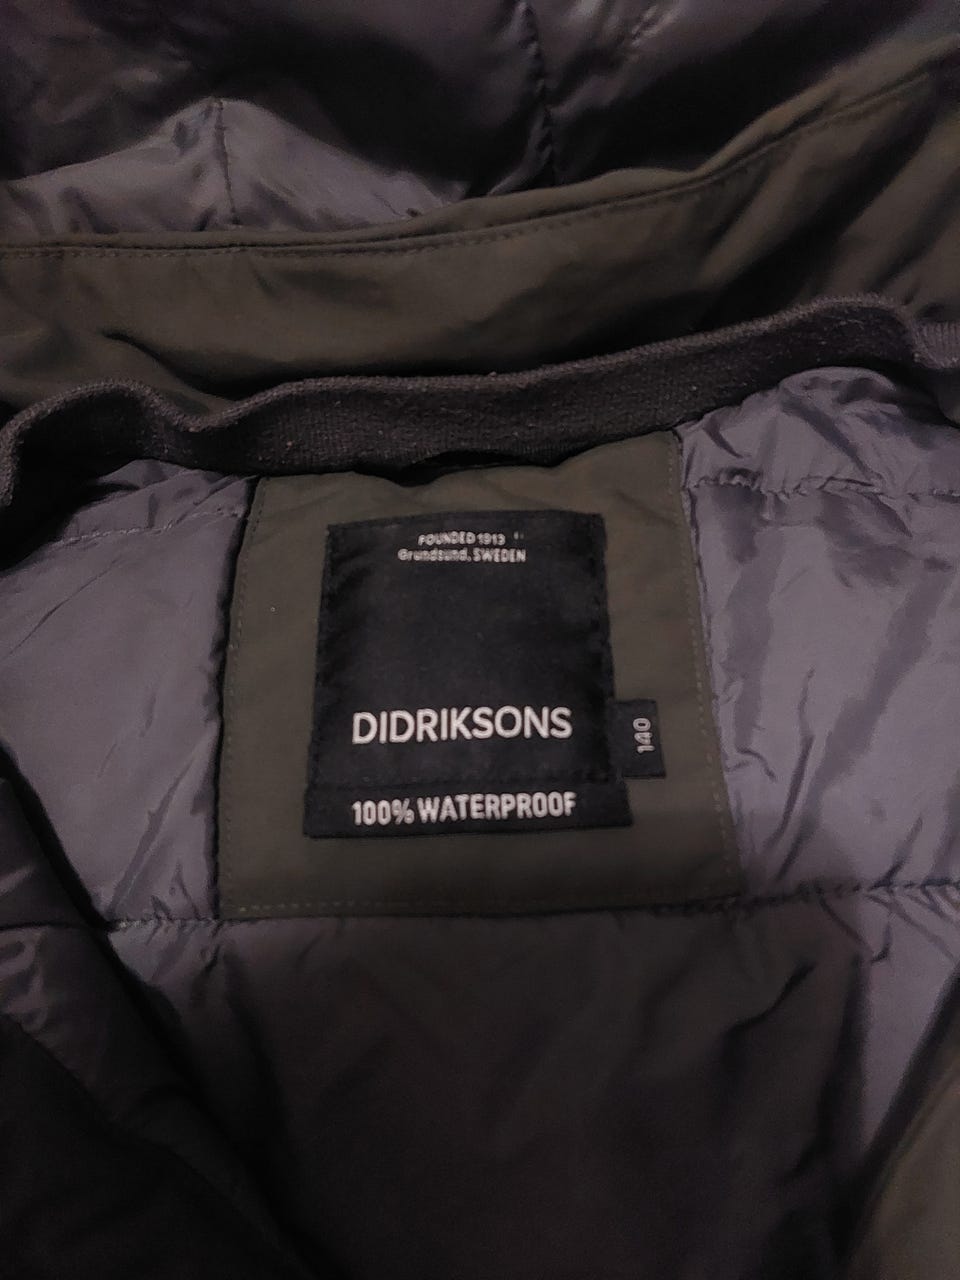 FOUNDED 1913
Grundsund, SWEDEN
DIDRIKSONS
140
100% WATERPROOF